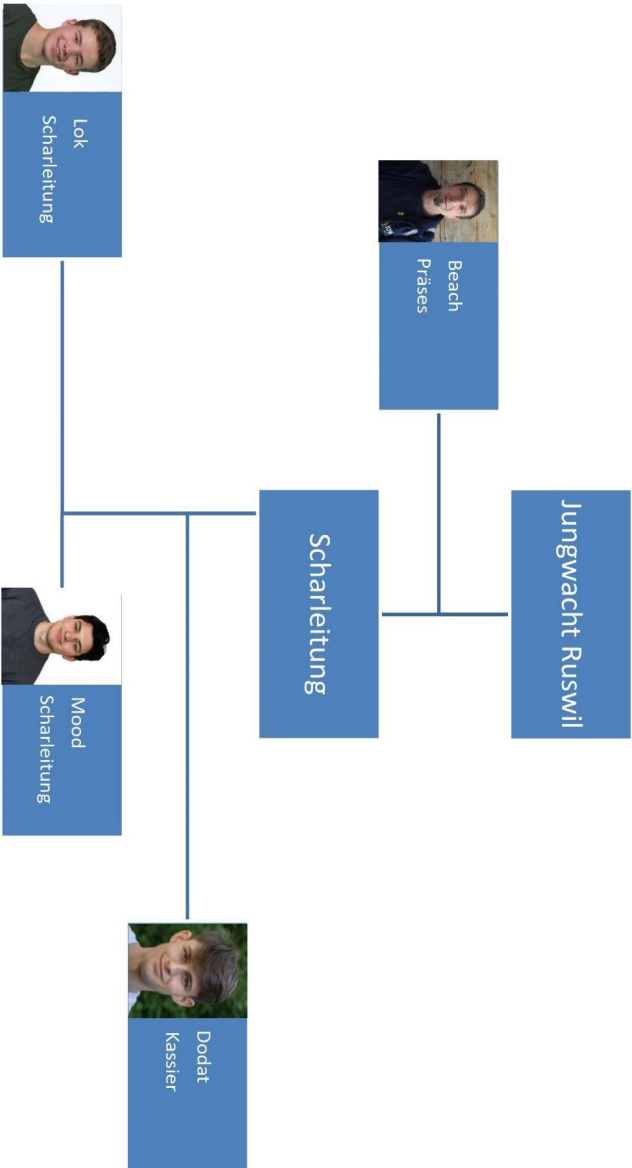 Jungwacht Ruswil
Beach
Präses
Scharleitung
Dodat
Kassier
Lok
Scharleitung
Mood
Scharleitung